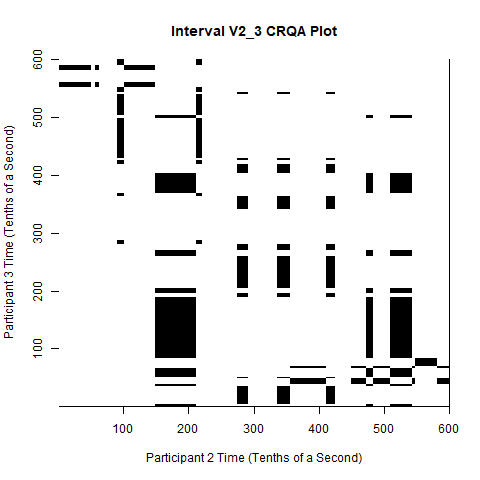 Interval V2_3 CRQA Plot
Participant 3 Time (Tenths of a Second)
600
500
400
300
200
100
100 200 300 400 500 600
Participant 2 Time (Tenths of a Second)